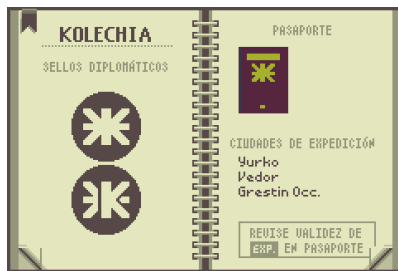 KOLECHIA
SELLOS DIPLOMÁTICOS
PASAPORTE
CIUDADES DE EXPEDICIÓN
Yurko
Vedor
Grestin Occ.
REVISE VALIDEZ DE
EXP. EN PASAPORTE